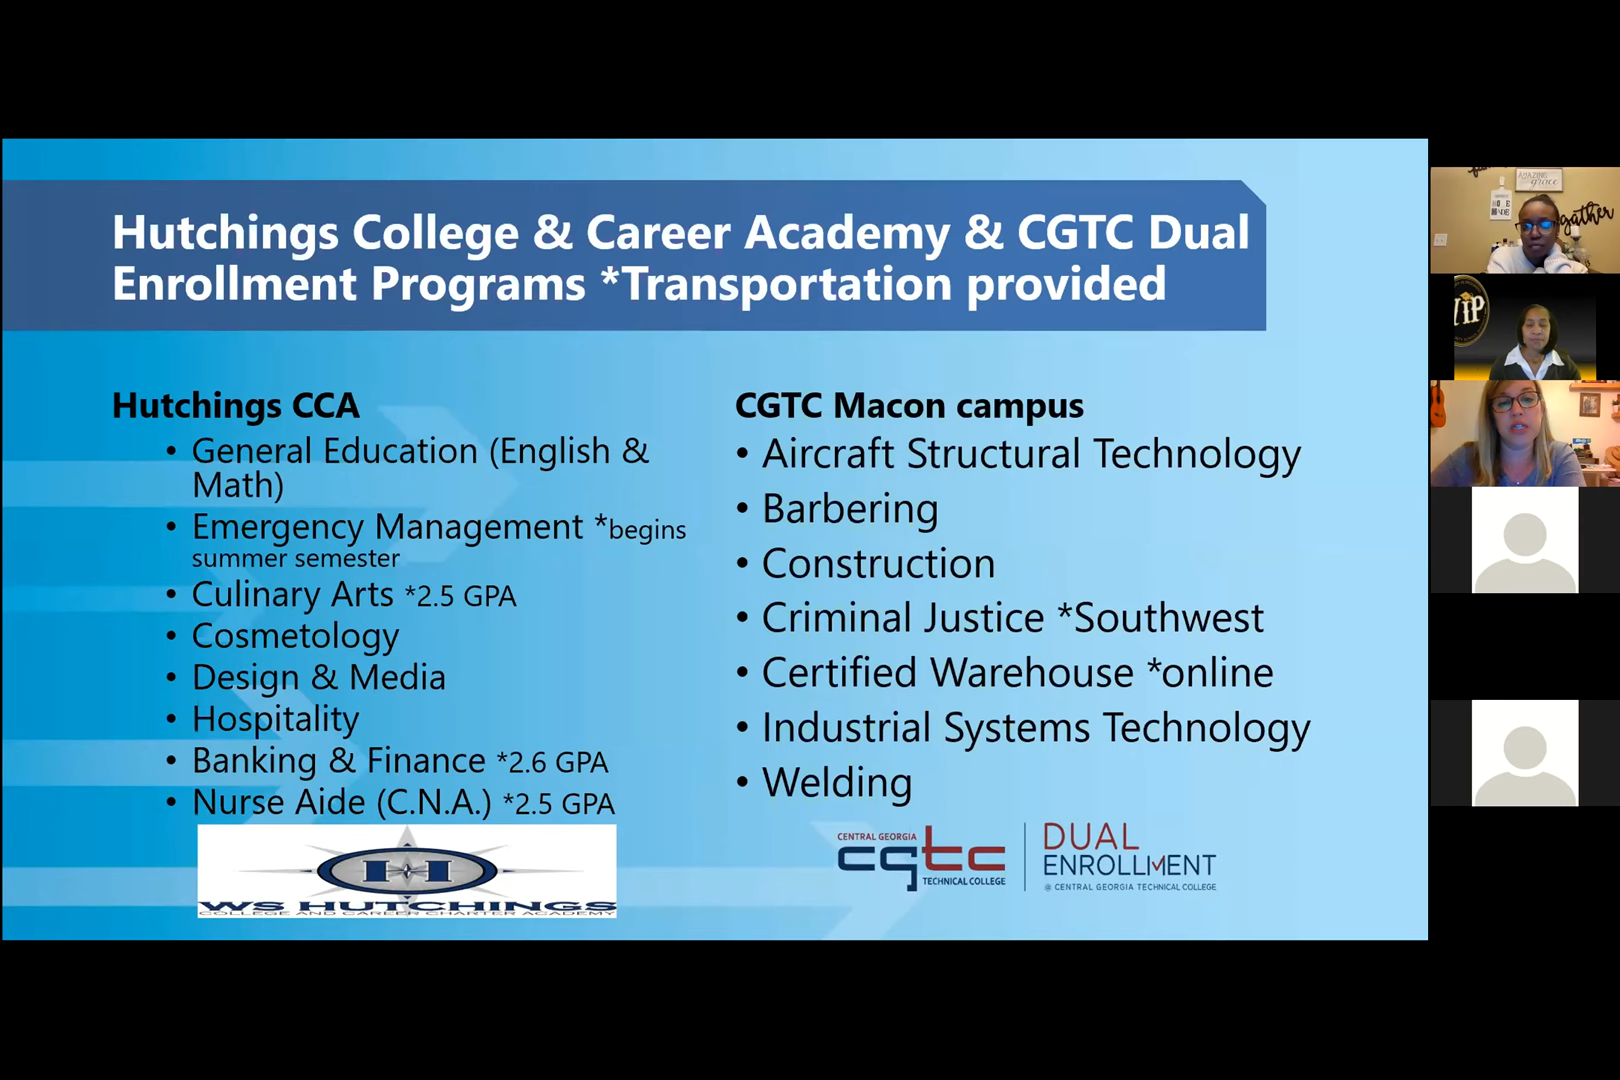 Hutchings College & Career Academy & CGTC Dual
Enrollment Programs *Transportation provided
Hutchings CCA
• General Education (English &
Math)
• Emergency Management *begins
summer semester
• Culinary Arts *2.5 GPA
• Cosmetology
• Design & Media
• Hospitality
• Banking & Finance *2.6 GPA
• Nurse Aide (C.N.A.) *2.5 GPA
H
WS HUTCHINGS
COLLEGE AND CAREER CHARTER ACADEMY
CGTC Macon campus
• Aircraft Structural Technology
• Barbering
• Construction
• Criminal Justice *Southwest
• Certified Warehouse *online
• Industrial Systems Technology
• Welding
CENTRAL GEORGIA
cgtc
TECHNICAL COLLEGE
DUAL
ENROLLMENT
@ CENTRAL GEORGIA TECHNICAL COLLEGE
AMAZING
grace
gather
VIP